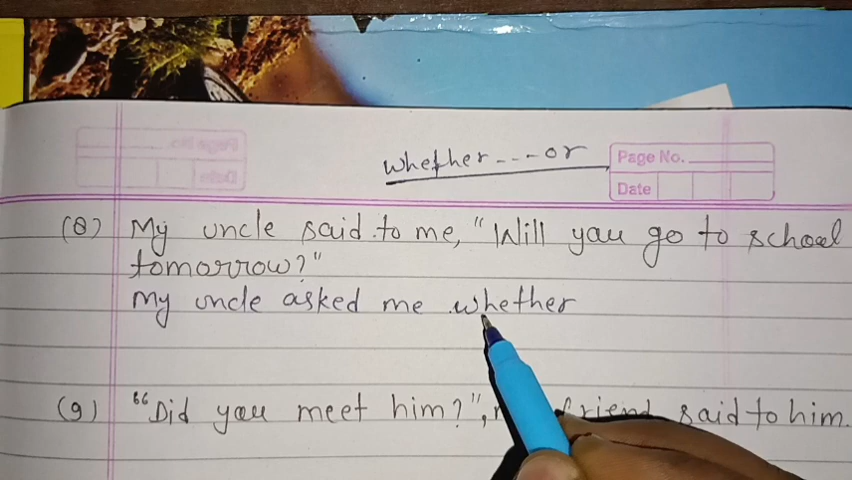 whether---or
Page No.
Date
(8) My uncle said to me, "Will you go to school
tomorrow?"
My uncle asked me whether
(9) "Did you meet him?", friend said to him.